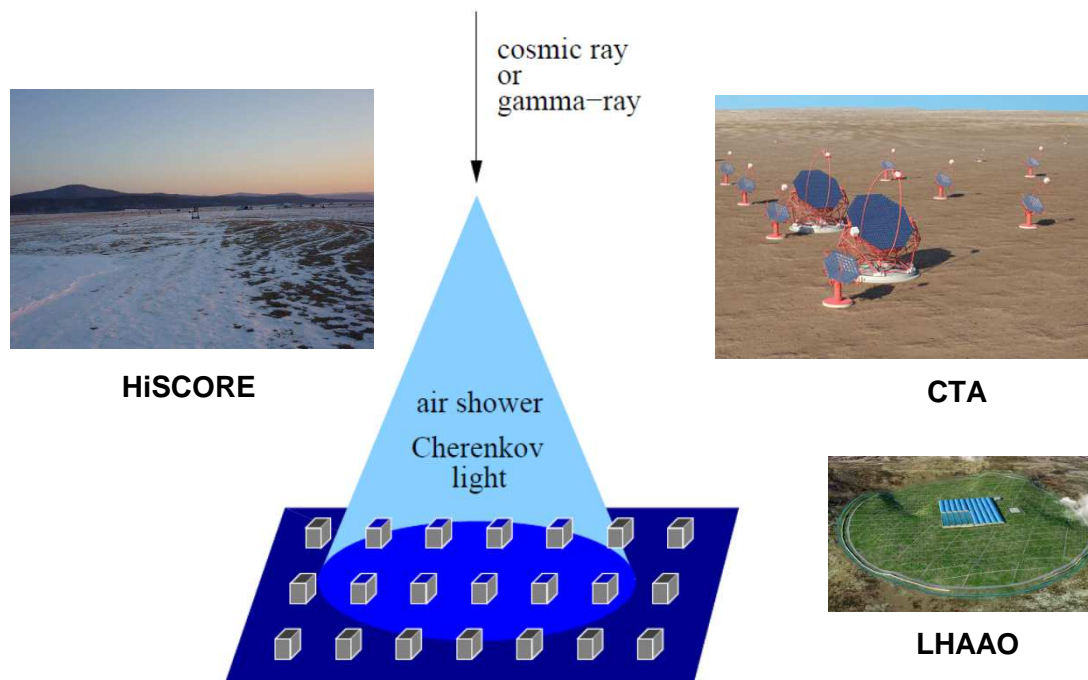 cosmic ray
or
gamma−ray
HiSCORE
CTA
air shower
Cherenkov
light
LHAAO